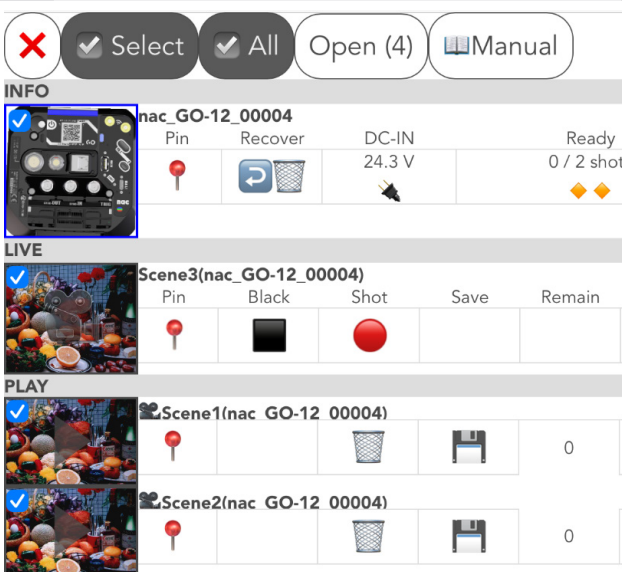 Select All Open (4) Manual
INFO
nac_GO-12_00004
Pin Recover DC-IN Ready
24.3 V 0 / 2 shot
LIVE
Scene3(nac_GO-12_00004)
Pin Black Shot Save Remain
PLAY
Scene1(nac_GO-12_00004)
0
Scene2(nac_GO-12_00004)
0